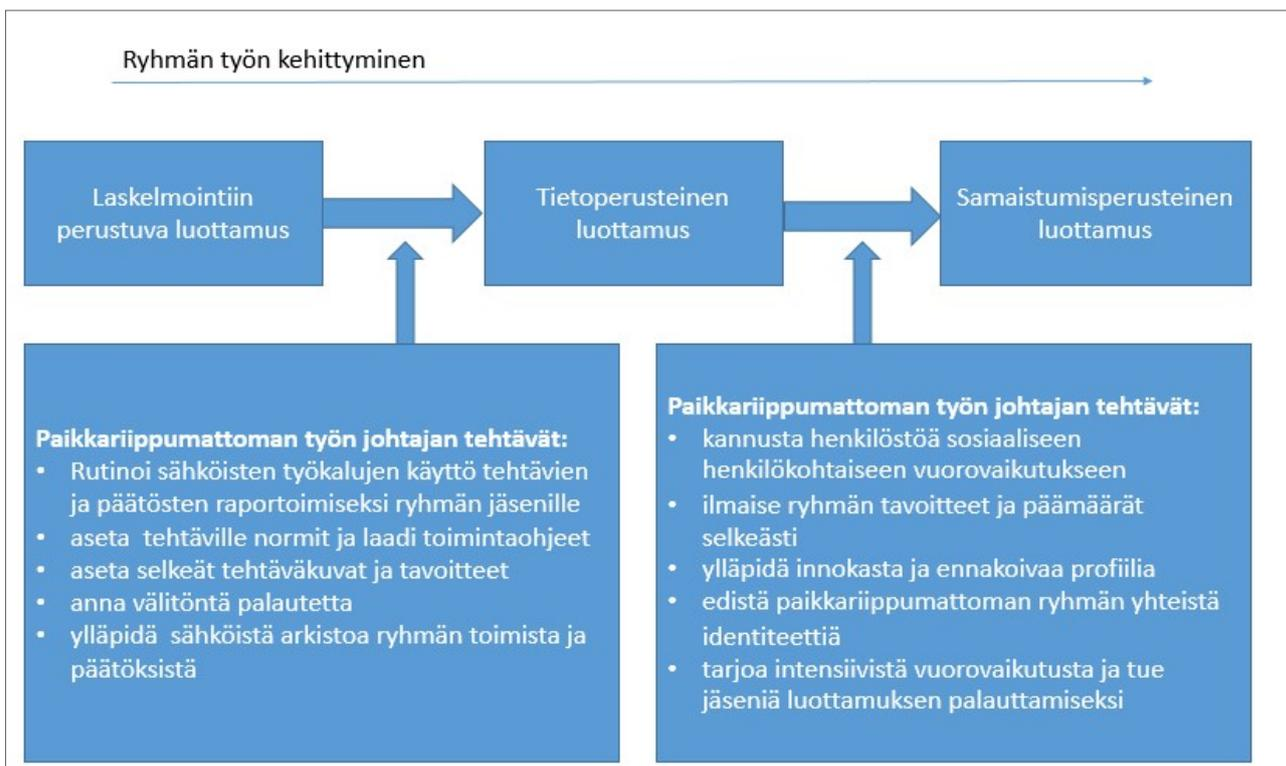 Ryhmän työn kehittyminen
Laskelmointiin
perustuva luottamus
Tietoperusteinen
luottamus
Samaistumisperusteinen
luottamus
Paikkariippumattoman työn johtajan tehtävät:
• Rutinoi sähköisten työkalujen käyttö tehtävien
ja päätösten raportoimiseksi ryhmän jäsenille
• aseta tehtäville normit ja laadi toimintaohjeet
• aseta selkeät tehtäväkuvat ja tavoitteet
• anna välitöntä palautetta
• ylläpidä sähköistä arkistoa ryhmän toimista ja
päätöksistä
Paikkariippumattoman työn johtajan tehtävät:
• kannusta henkilöstöä sosiaaliseen
henkilökohtaiseen vuorovaikutukseen
• ilmaise ryhmän tavoitteet ja päämäärät
selkeästi
• ylläpidä innokasta ja ennakoivaa profiilia
• edistä paikkariippumattoman ryhmän yhteistä
identiteettiä
• tarjoa intensiivistä vuorovaikutusta ja tue
jäseniä luottamuksen palauttamiseksi